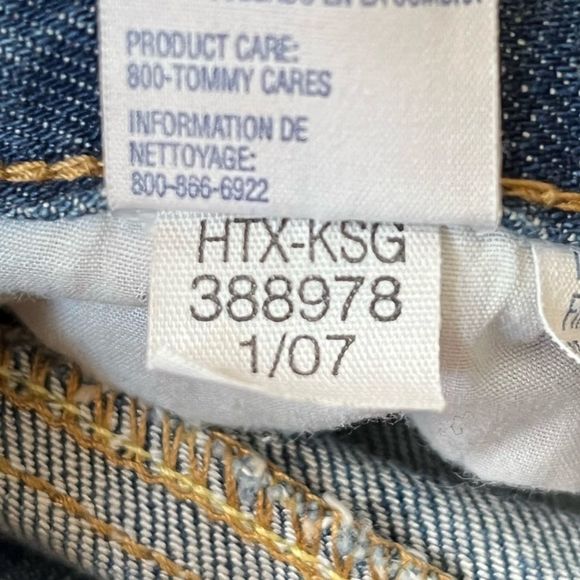 PRODUCT CARE:
800-TOMMY CARES
INFORMATION DE
NETTOYAGE:
800-866-6922
HTX-KSG
388978
1/07